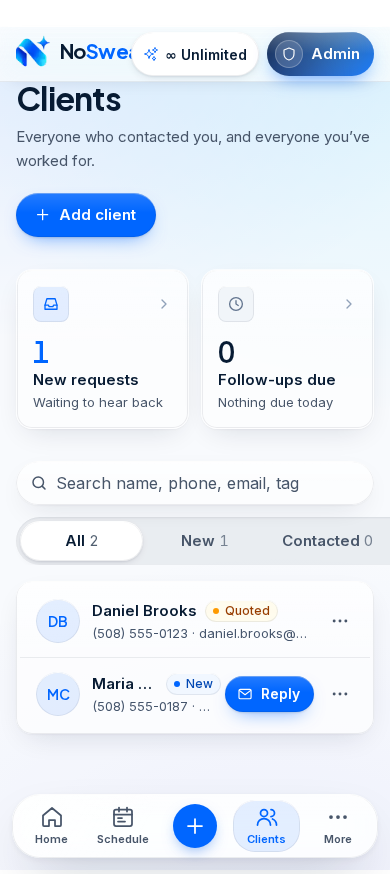 NoSwea
∞ Unlimited
Admin
Clients
Everyone who contacted you, and everyone you’ve
worked for.
Add client
1
New requests
Waiting to hear back
0
Follow-ups due
Nothing due today
Search name, phone, email, tag
All 2
New 1
Contacted 0
DB
Daniel Brooks
Quoted
(508) 555-0123 · daniel.brooks@…
MC
Maria …
New
(508) 555-0187 · …
Reply
Home
Schedule
Clients
More